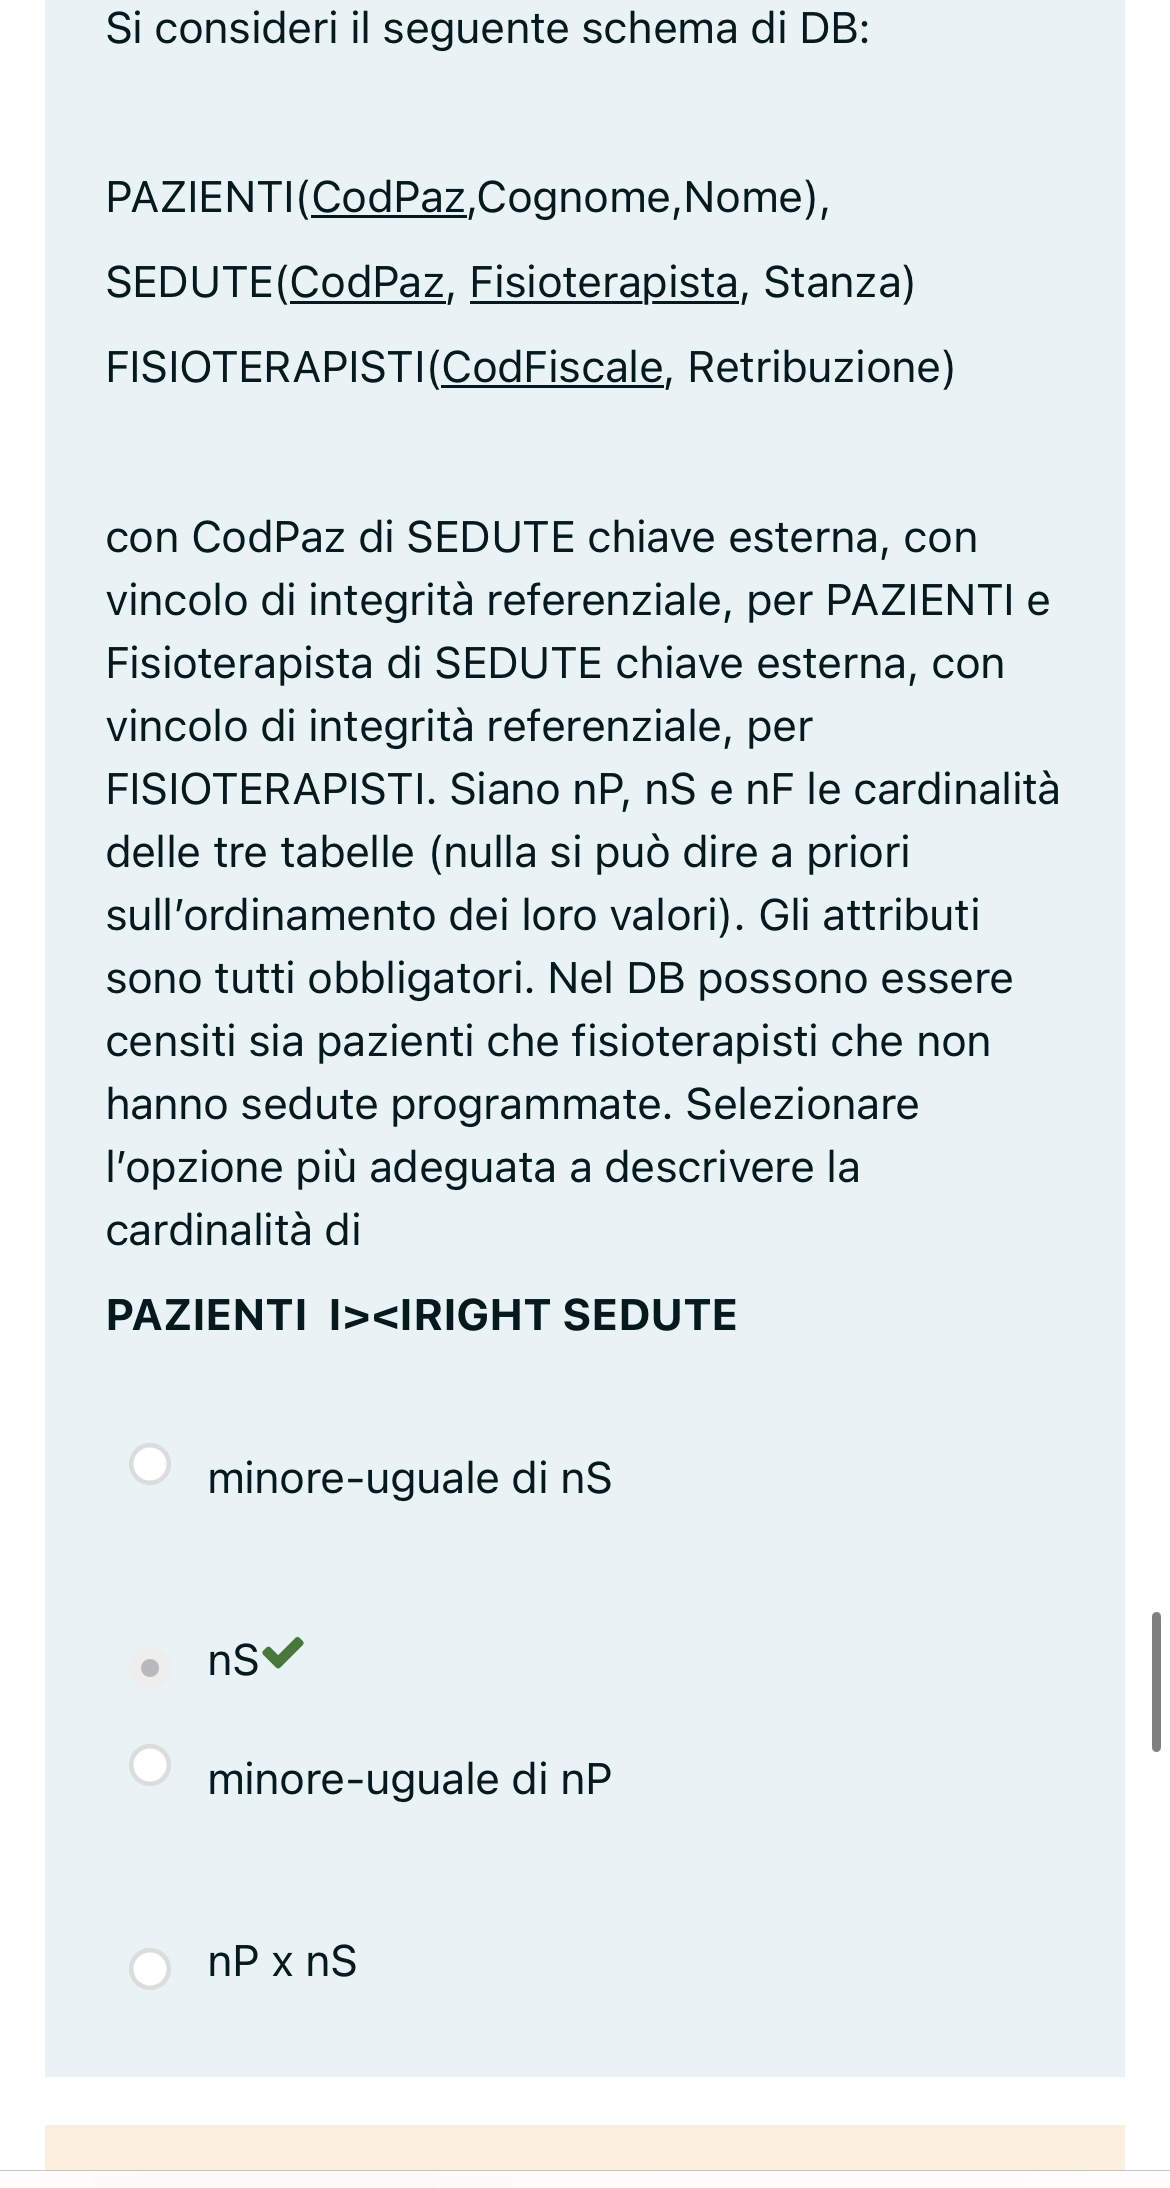 Si consideri il seguente schema di DB:
PAZIENTI(CodPaz,Cognome,Nome),
SEDUTE(CodPaz, Fisioterapista, Stanza)
FISIOTERAPISTI(CodFiscale, Retribuzione)
con CodPaz di SEDUTE chiave esterna, con
vincolo di integrità referenziale, per PAZIENTI e
Fisioterapista di SEDUTE chiave esterna, con
vincolo di integrità referenziale, per
FISIOTERAPISTI. Siano nP, nS e nF le cardinalità
delle tre tabelle (nulla si può dire a priori
sull’ordinamento dei loro valori). Gli attributi
sono tutti obbligatori. Nel DB possono essere
censiti sia pazienti che fisioterapisti che non
hanno sedute programmate. Selezionare
l’opzione più adeguata a descrivere la
cardinalità di
PAZIENTI I><IRIGHT SEDUTE
minore-uguale di nS
nS
minore-uguale di nP
nP x nS